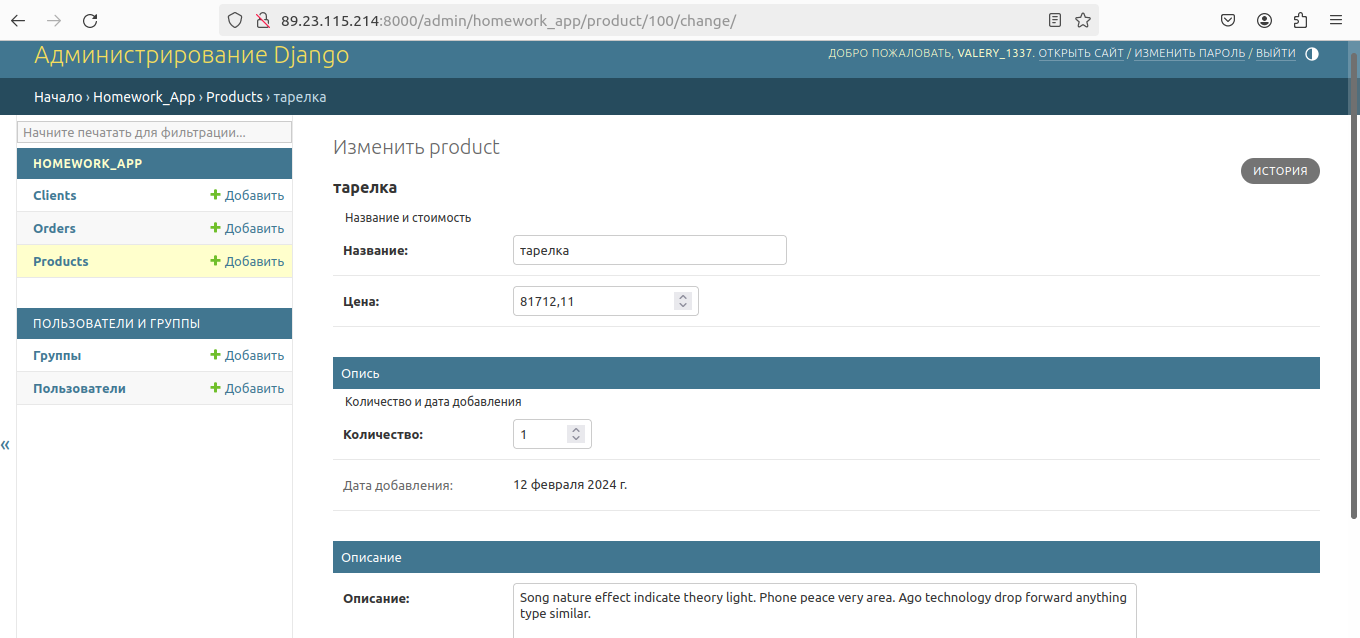 89.23.115.214:8000/admin/homework_app/product/100/change/
Администрирование Django
ДОБРО ПОЖАЛОВАТЬ, VALERY_1337. ОТКРЫТЬ САЙТ / ИЗМЕНИТЬ ПАРОЛЬ / ВЫЙТИ
Начало › Homework_App › Products › тарелка
Начните печатать для фильтрации...
HOMEWORK_APP
Clients + Добавить
Orders + Добавить
Products + Добавить
ПОЛЬЗОВАТЕЛИ И ГРУППЫ
Группы + Добавить
Пользователи + Добавить
«
Изменить product
ИСТОРИЯ
тарелка
Название и стоимость
Название: тарелка
Цена: 81712,11
Опись
Количество и дата добавления
Количество: 1
Дата добавления: 12 февраля 2024 г.
Описание
Описание: Song nature effect indicate theory light. Phone peace very area. Ago technology drop forward anything
type similar.